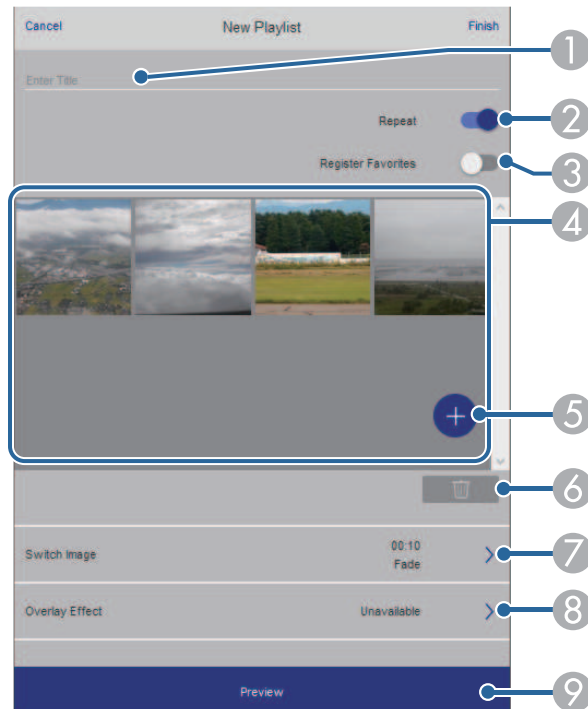 Cancel New Playlist Finish
1
Enter Title
Repeat 2
Register Favorites 3
4
5
6
Switch Image 00:10 7
Fade
Overlay Effect Unavailable 8
Preview 9